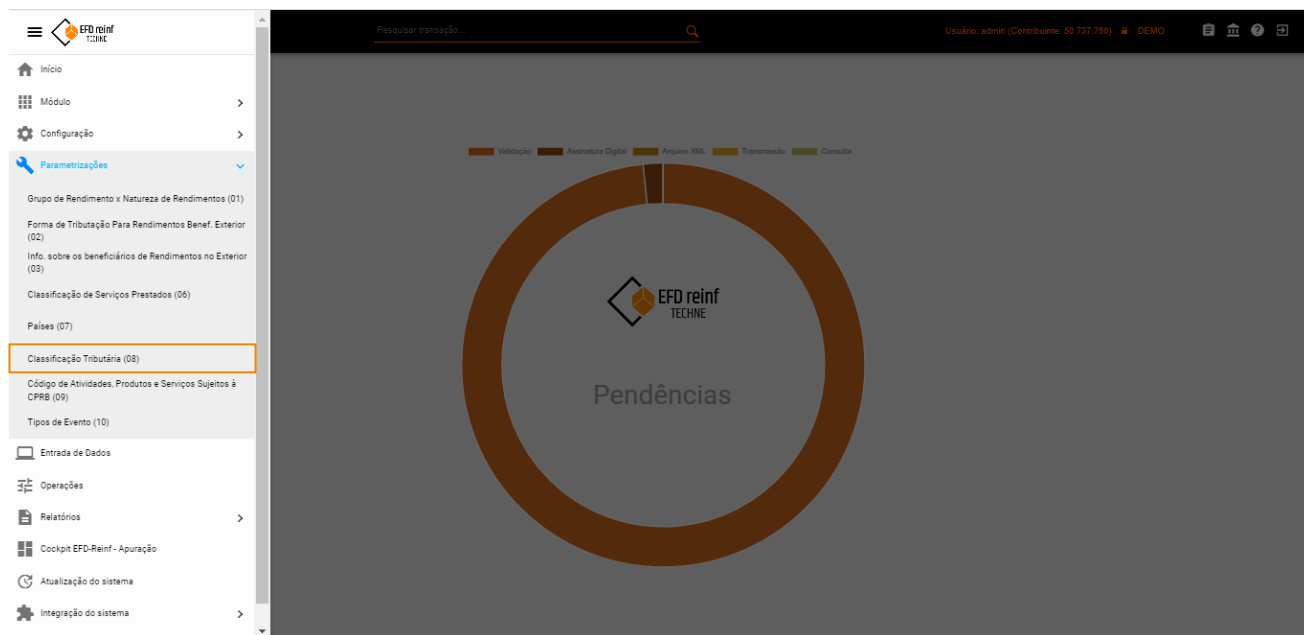 EFD reinf
TECHNE
Pesquisar transação...
Usuário: admin (Contribuinte: 50.737.766)
DEMO
Início
Módulo
Configuração
Parametrizações
Grupo de Rendimento x Natureza de Rendimentos (01)
Forma de Tributação Para Rendimentos Benef. Exterior
(02)
Info. sobre os beneficiários de Rendimentos no Exterior
(03)
Classificação de Serviços Prestados (06)
Países (07)
Classificação Tributária (08)
Código de Atividades, Produtos e Serviços Sujeitos à
CPRB (09)
Tipos de Evento (10)
Entrada de Dados
Operações
Relatórios
Cockpit EFD-Reinf - Apuração
Atualização do sistema
Integração do sistema
Validação Assinatura Digital Arquivo XML Transmissão Consulta
EFD reinf
TECHNE
Pendências